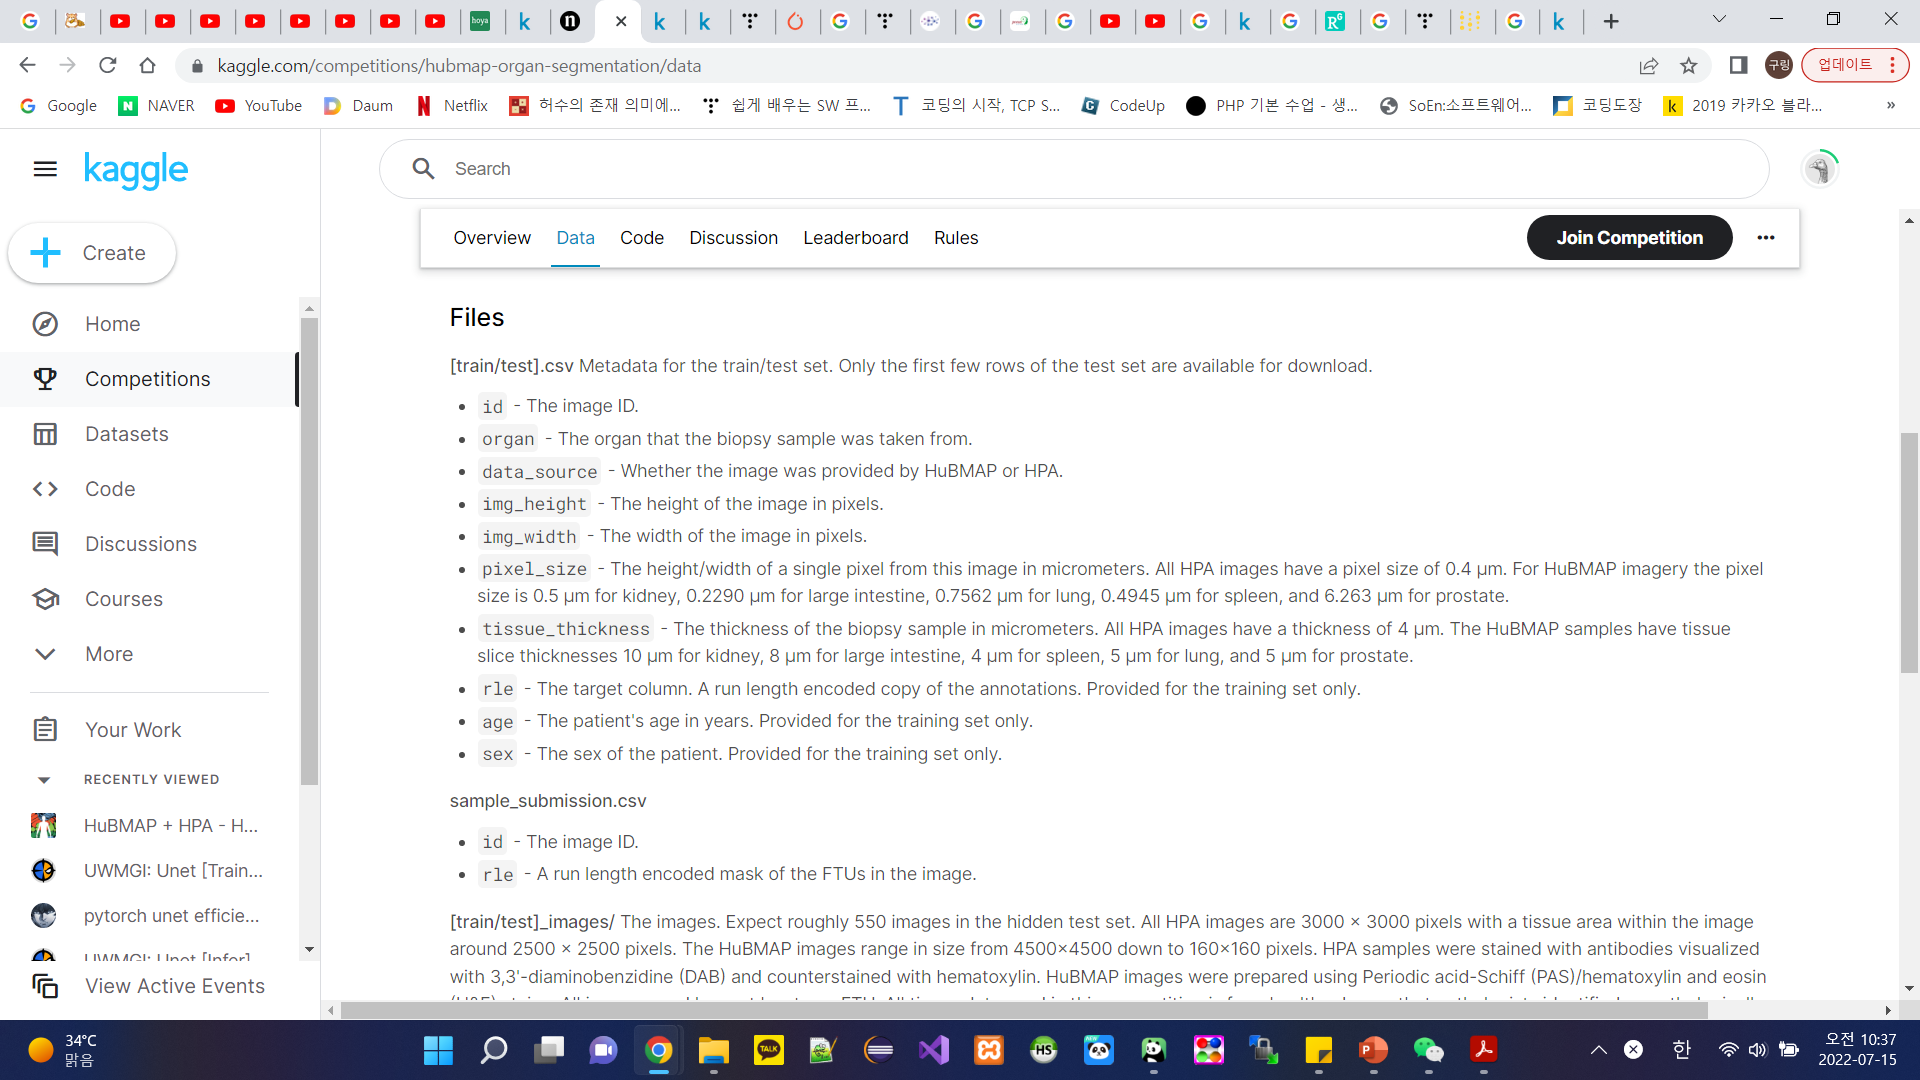 kaggle.com/competitions/hubmap-organ-segmentation/data
구링
업데이트
Google
NAVER
YouTube
Daum
Netflix
허수의 존재 의미에...
쉽게 배우는 SW 프...
코딩의 시작, TCP S...
CodeUp
PHP 기본 수업 - 생...
SoEn:소프트웨어...
코딩도장
2019 카카오 블라...
»
kaggle
Search
Create
Home
Competitions
Datasets
Code
Discussions
Courses
More
Your Work
RECENTLY VIEWED
HuBMAP + HPA - H...
UWMGI: Unet [Train...
pytorch unet efficie...
UWMGI: Unet [Infer]
View Active Events
Overview
Data
Code
Discussion
Leaderboard
Rules
Join Competition
Files
[train/test].csv Metadata for the train/test set. Only the first few rows of the test set are available for download.
• id - The image ID.
• organ - The organ that the biopsy sample was taken from.
• data_source - Whether the image was provided by HuBMAP or HPA.
• img_height - The height of the image in pixels.
• img_width - The width of the image in pixels.
• pixel_size - The height/width of a single pixel from this image in micrometers. All HPA images have a pixel size of 0.4 µm. For HuBMAP imagery the pixel
size is 0.5 µm for kidney, 0.2290 µm for large intestine, 0.7562 µm for lung, 0.4945 µm for spleen, and 6.263 µm for prostate.
• tissue_thickness - The thickness of the biopsy sample in micrometers. All HPA images have a thickness of 4 µm. The HuBMAP samples have tissue
slice thicknesses 10 µm for kidney, 8 µm for large intestine, 4 µm for spleen, 5 µm for lung, and 5 µm for prostate.
• rle - The target column. A run length encoded copy of the annotations. Provided for the training set only.
• age - The patient's age in years. Provided for the training set only.
• sex - The sex of the patient. Provided for the training set only.
sample_submission.csv
• id - The image ID.
• rle - A run length encoded mask of the FTUs in the image.
[train/test]_images/ The images. Expect roughly 550 images in the hidden test set. All HPA images are 3000 × 3000 pixels with a tissue area within the image
around 2500 × 2500 pixels. The HuBMAP images range in size from 4500×4500 down to 160×160 pixels. HPA samples were stained with antibodies visualized
with 3,3'-diaminobenzidine (DAB) and counterstained with hematoxylin. HuBMAP images were prepared using Periodic acid-Schiff (PAS)/hematoxylin and eosin
34°C
맑음
한
오전 10:37
2022-07-15